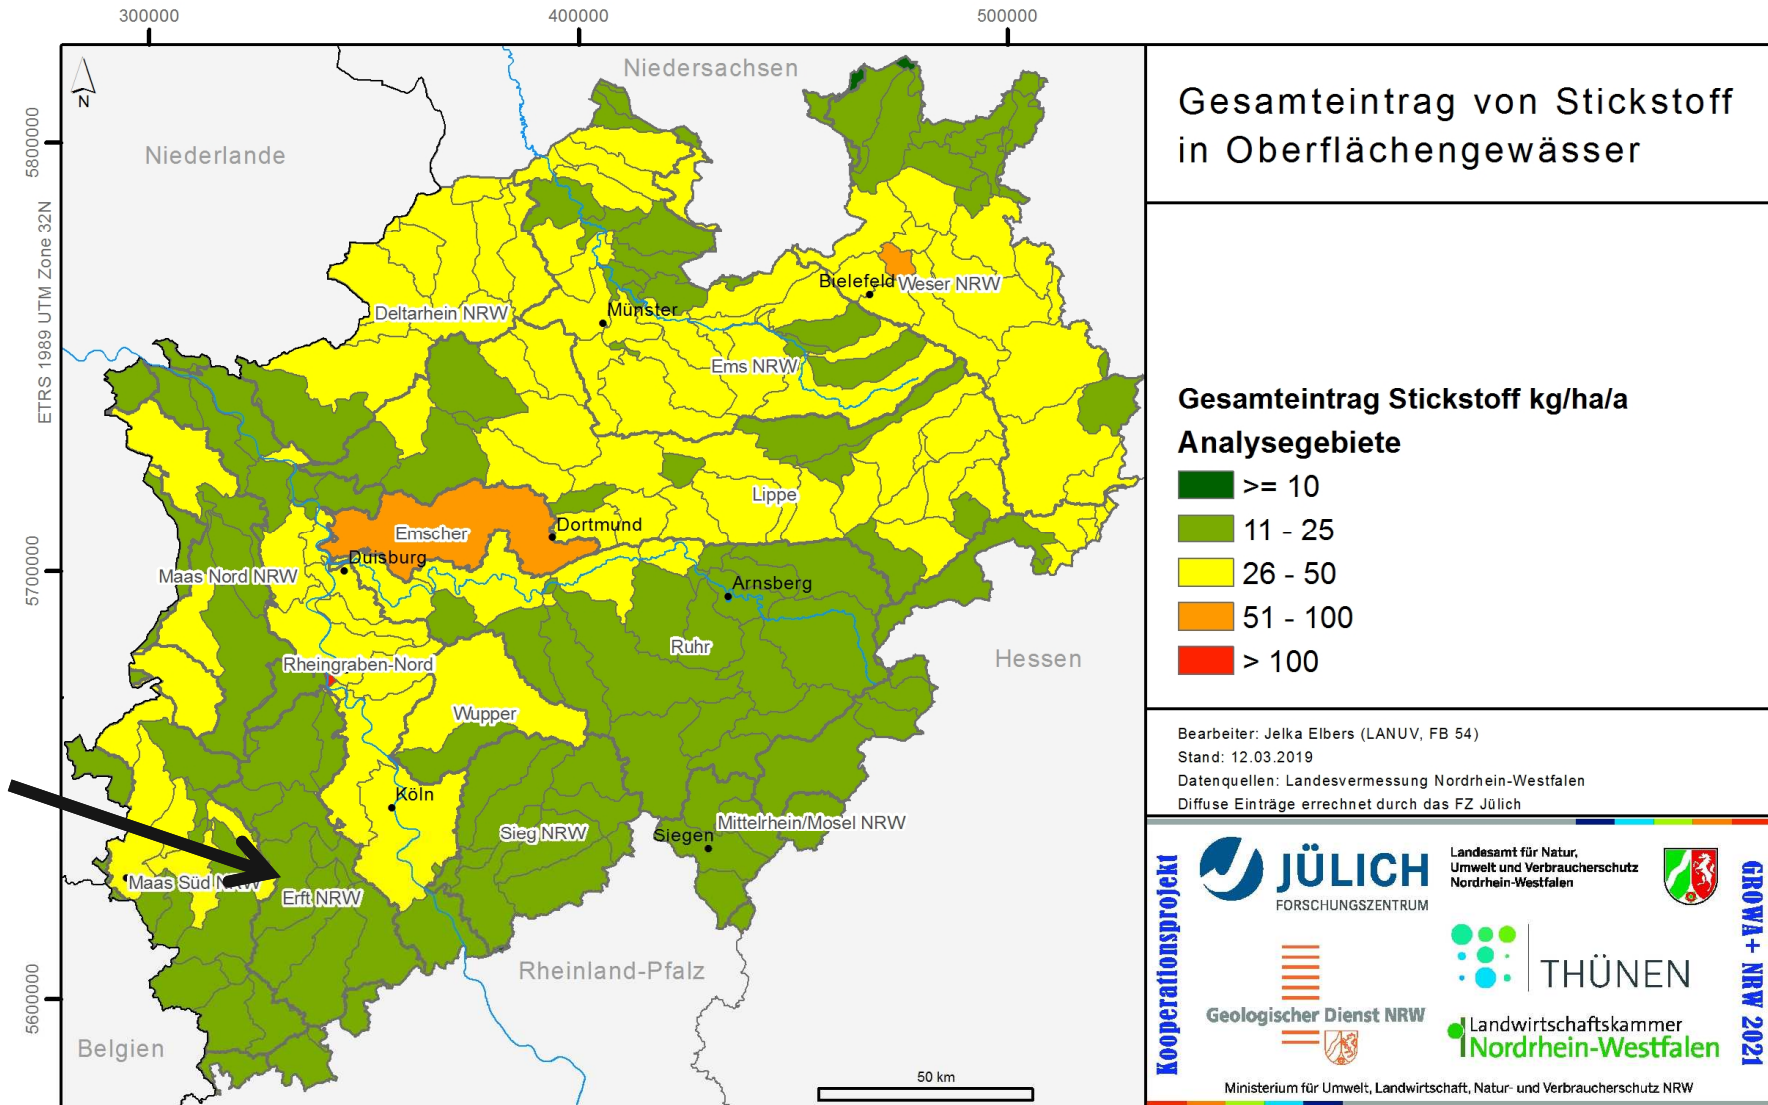 300000
400000
500000
5800000
5700000
5600000
ETRS 1989 UTM Zone 32N
N
Niedersachsen
Niederlande
Bielefeld
Weser NRW
Deltarhein NRW
Münster
Ems NRW
Lippe
Emscher
Dortmund
Duisburg
Maas Nord NRW
Arnsberg
Ruhr
Hessen
Rheingraben-Nord
Wupper
Köln
Sieg NRW
Siegen
Mittelrhein/Mosel NRW
Maas Süd NRW
Erft NRW
Rheinland-Pfalz
Belgien
50 km
Gesamteintrag von Stickstoff
in Oberflächengewässer
Gesamteintrag Stickstoff kg/ha/a
Analysegebiete
>= 10
11 - 25
26 - 50
51 - 100
> 100
Bearbeiter: Jelka Elbers (LANUV, FB 54)
Stand: 12.03.2019
Datenquellen: Landesvermessung Nordrhein-Westfalen
Diffuse Einträge errechnet durch das FZ Jülich
Kooperationsprojekt
JÜLICH
FORSCHUNGSZENTRUM
Landesamt für Natur,
Umwelt und Verbraucherschutz
Nordrhein-Westfalen
GROWA+ NRW 2021
THÜNEN
Geologischer Dienst NRW
Landwirtschaftskammer
Nordrhein-Westfalen
Ministerium für Umwelt, Landwirtschaft, Natur- und Verbraucherschutz NRW